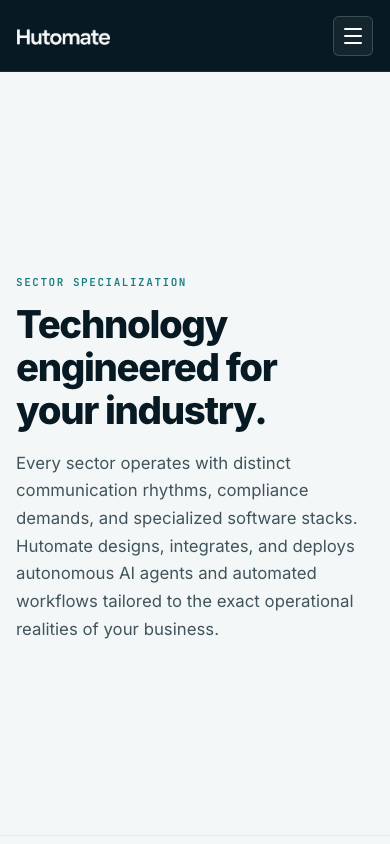 Hutomate
SECTOR SPECIALIZATION
Technology
engineered for
your industry.
Every sector operates with distinct
communication rhythms, compliance
demands, and specialized software stacks.
Hutomate designs, integrates, and deploys
autonomous AI agents and automated
workflows tailored to the exact operational
realities of your business.